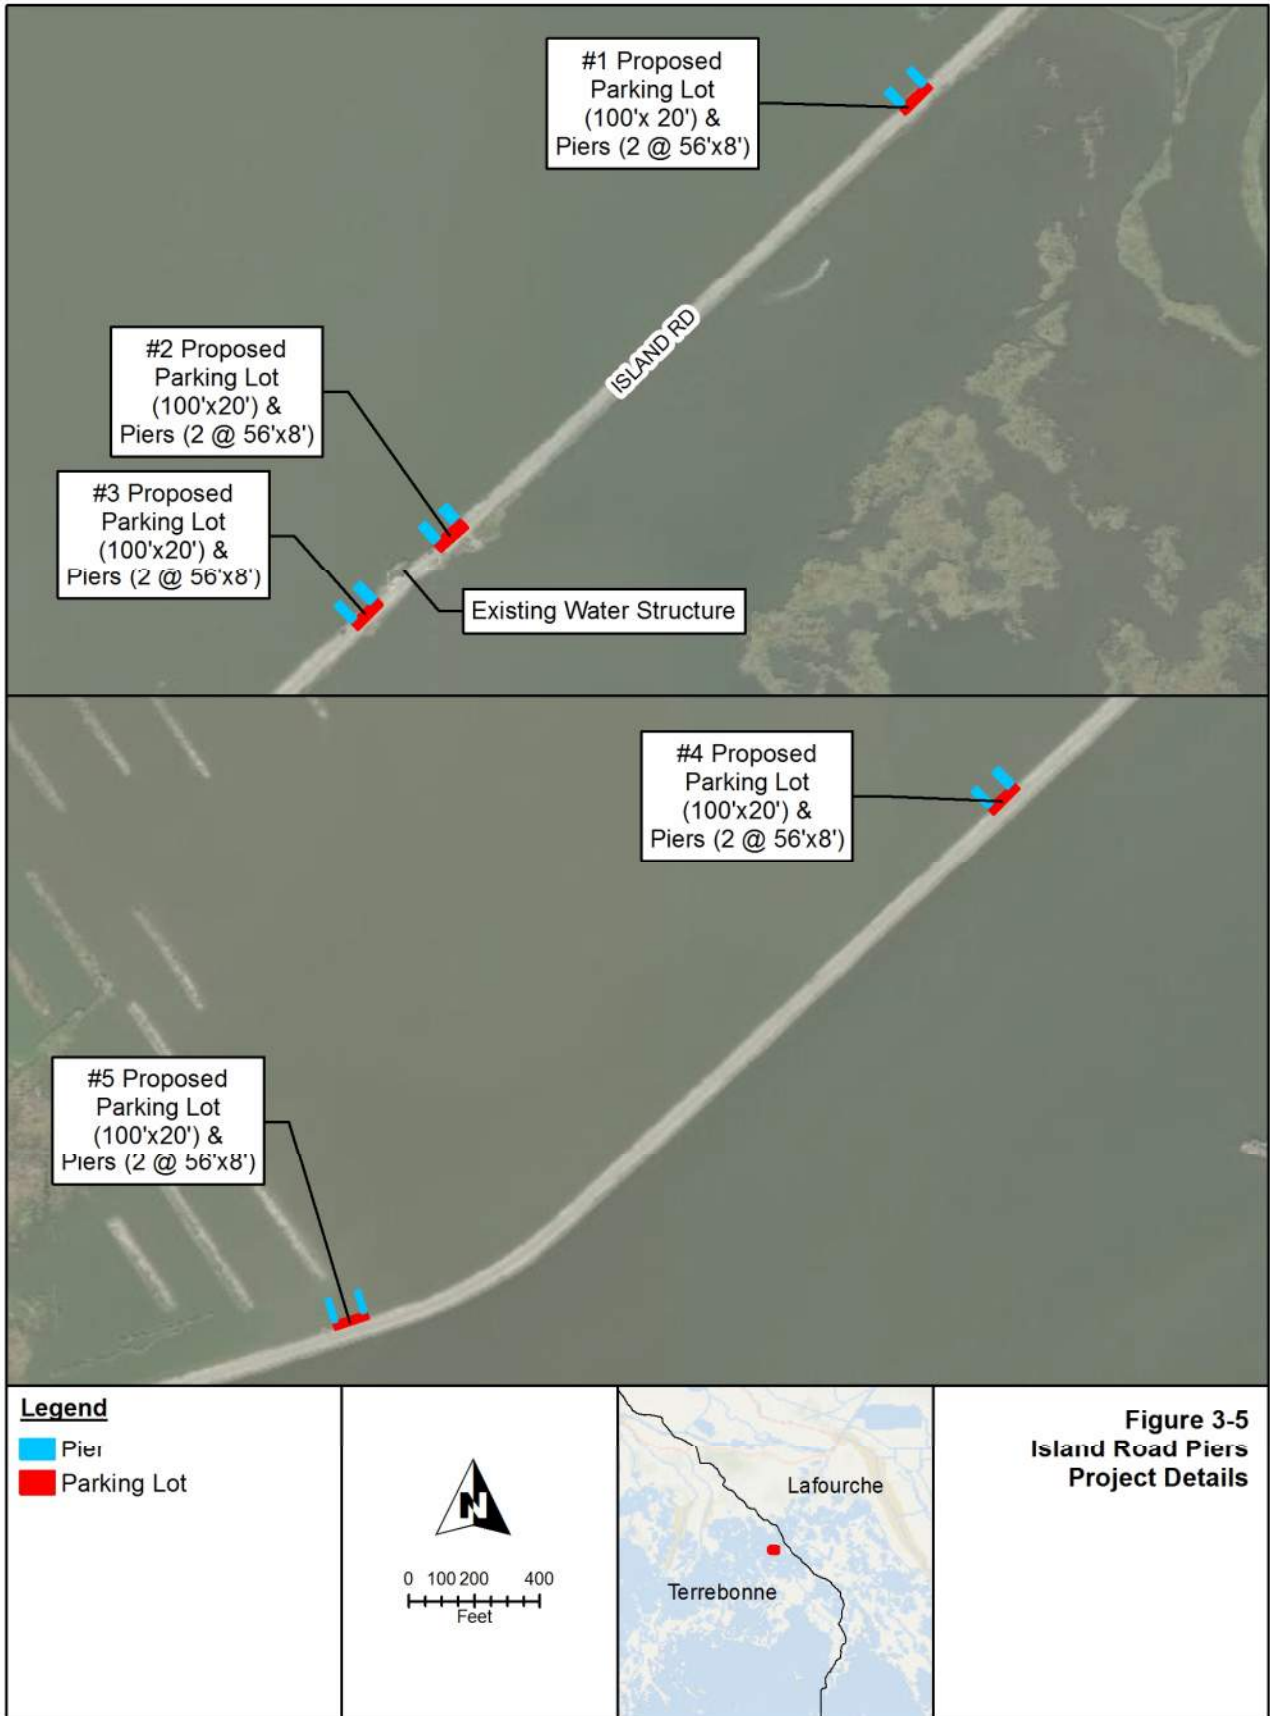 #1 Proposed
Parking Lot
(100'x 20') &
Piers (2 @ 56'x8')
ISLAND RD
#2 Proposed
Parking Lot
(100'x20') &
Piers (2 @ 56'x8')
#3 Proposed
Parking Lot
(100'x20') &
Piers (2 @ 56'x8')
Existing Water Structure
#4 Proposed
Parking Lot
(100'x20') &
Piers (2 @ 56'x8')
#5 Proposed
Parking Lot
(100'x20') &
Piers (2 @ 56'x8')
Legend
Pier
Parking Lot
N
0 100 200 400
Feet
Lafourche
Terrebonne
Figure 3-5
Island Road Piers
Project Details